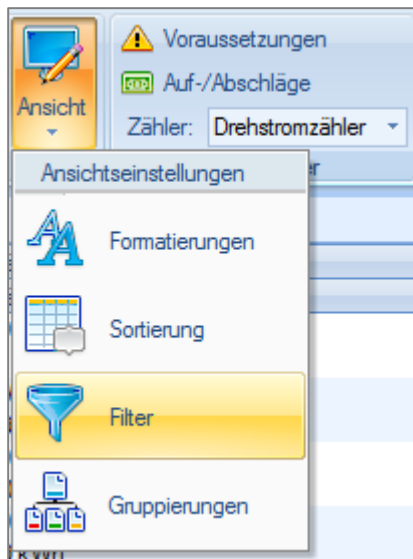 Voraussetzungen
Auf-/Abschläge
Ansicht
Zähler: Drehstromzähler
Ansichtseinstellungen
Formatierungen
Sortierung
Filter
Gruppierungen